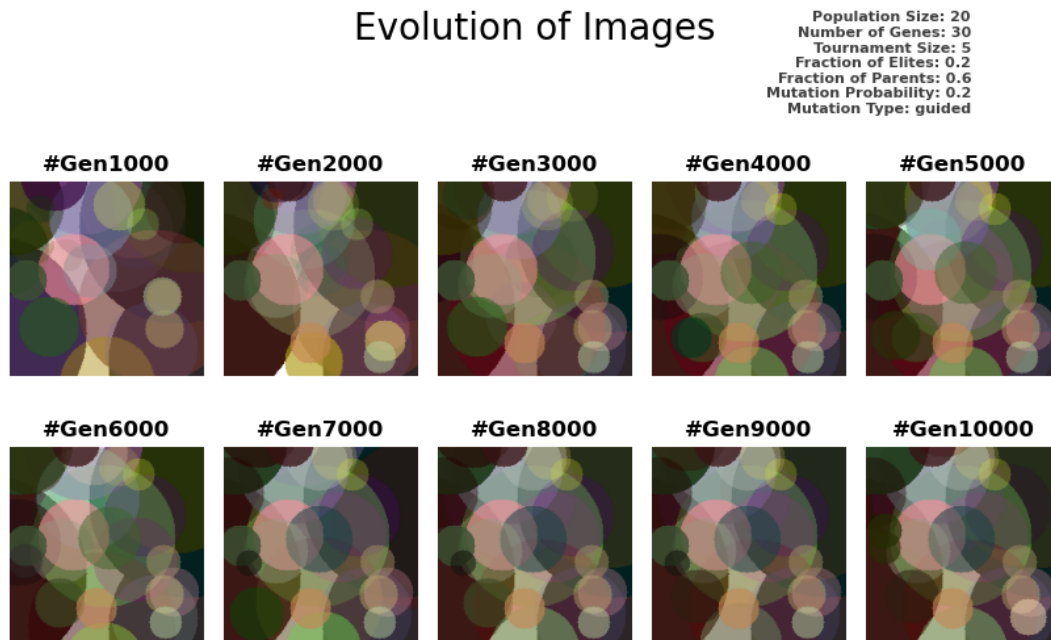 Evolution of Images
Population Size: 20
Number of Genes: 30
Tournament Size: 5
Fraction of Elites: 0.2
Fraction of Parents: 0.6
Mutation Probability: 0.2
Mutation Type: guided
#Gen1000 #Gen2000 #Gen3000 #Gen4000 #Gen5000
#Gen6000 #Gen7000 #Gen8000 #Gen9000 #Gen10000